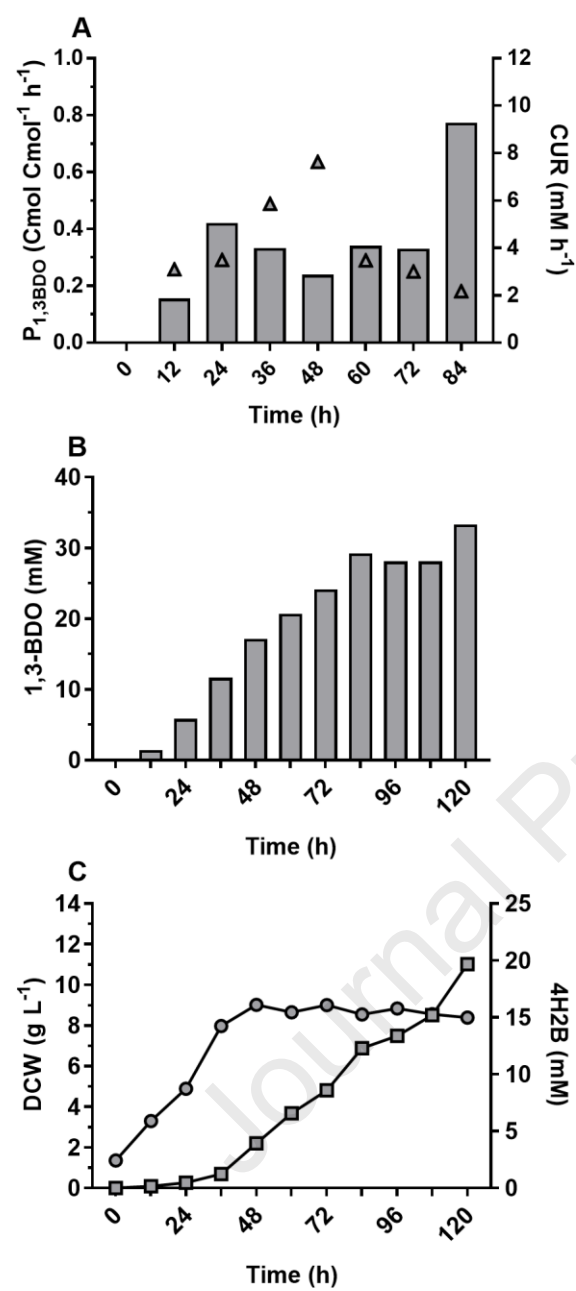 A
P1,3BDO (Cmol Cmol-1 h-1)
1.0
0.8
0.6
0.4
0.2
0.0
12
10
8
6
4
2
0
CUR (mM h-1)
0 12 24 36 48 60 72 84
Time (h)
B
1,3-BDO (mM)
40
30
20
10
0
0 24 48 72 96 120
Time (h)
C
DCW (g L-1)
14
12
10
8
6
4
2
0
25
20
15
10
5
0
4H2B (mM)
0 24 48 72 96 120
Time (h)
Journal P